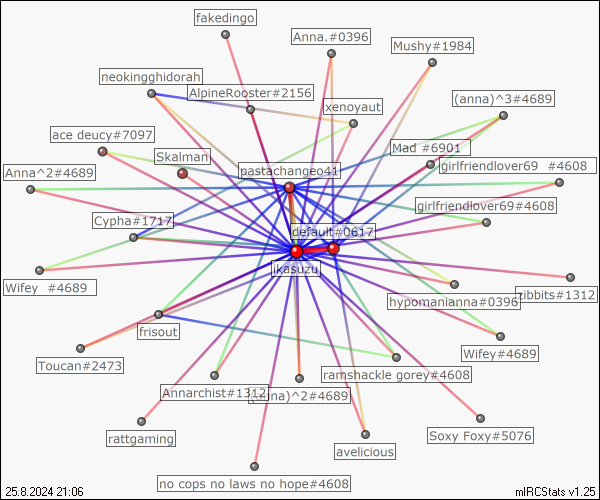 fakedingo
Anna.#0396
Mushy#1984
neokingghidorah
AlpineRooster#2156
(anna)^3#4689
xenoyaut
ace deucy#7097
Mad #6901
Skalman
girlfriendlover69 #4608
Anna^2#4689
pastachangeo41
girlfriendlover69#4608
Cypha#1717
default#0617
ikasuzu
Wifey #4689
hypomanianna#0396
zibbits#1312
frisout
Wifey#4689
Toucan#2473
ramshackle gorey#4608
Annarchist#1312
)^2#4689
rattgaming
Soxy Foxy#5076
avelicious
no cops no laws no hope#4608
25.8.2024 21:06
mIRCStats v1.25